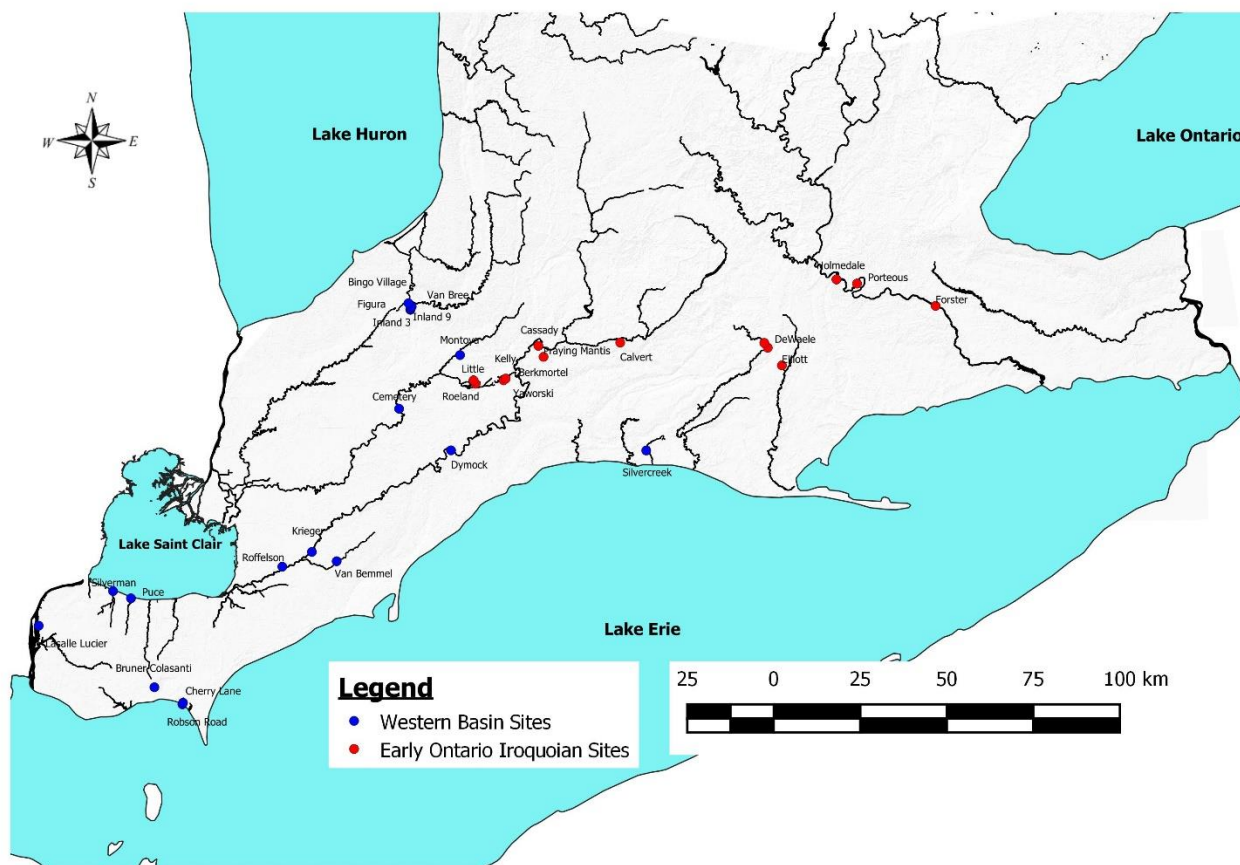 N
W E
S
Lake Huron
Lake Ontario
Holmedale
Porteous
Bingo Village
Van Bree
Figura
Inland 9
Inland 3
Forster
Cassady
Montoya
Praying Mantis
DeWaele
Calvert
Kelly
Elliott
Little
Berkmortel
Roeland
Yaworski
Cemetery
Dymock
Silvercreek
Krieger
Lake Saint Clair
Roffelson
Van Bemmel
Silverman
Puce
Lake Erie
Lasalle Lucier
Bruner Colasanti
Cherry Lane
Robson Road
Legend
Western Basin Sites
Early Ontario Iroquoian Sites
25 0 25 50 75 100 km